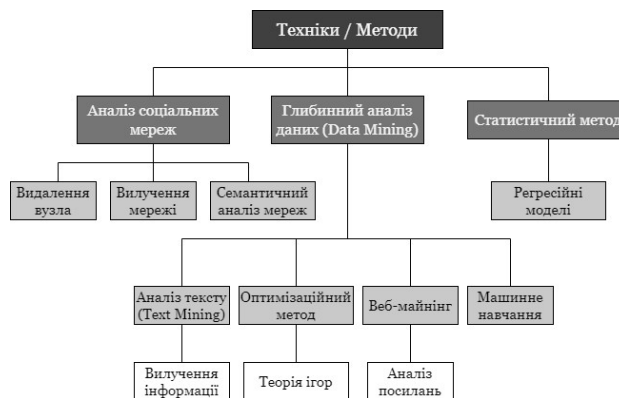 Техніки / Методи
Аналіз соціальних
мереж
Глибинний аналіз
даних (Data Mining)
Статистичний метод
Видалення
вузла
Вилучення
мережі
Семантичний
аналіз мереж
Регресійні
моделі
Аналіз тексту
(Text Mining)
Оптимізаційний
метод
Веб-майнінг
Машинне
навчання
Вилучення
інформації
Теорія ігор
Аналіз
посилань